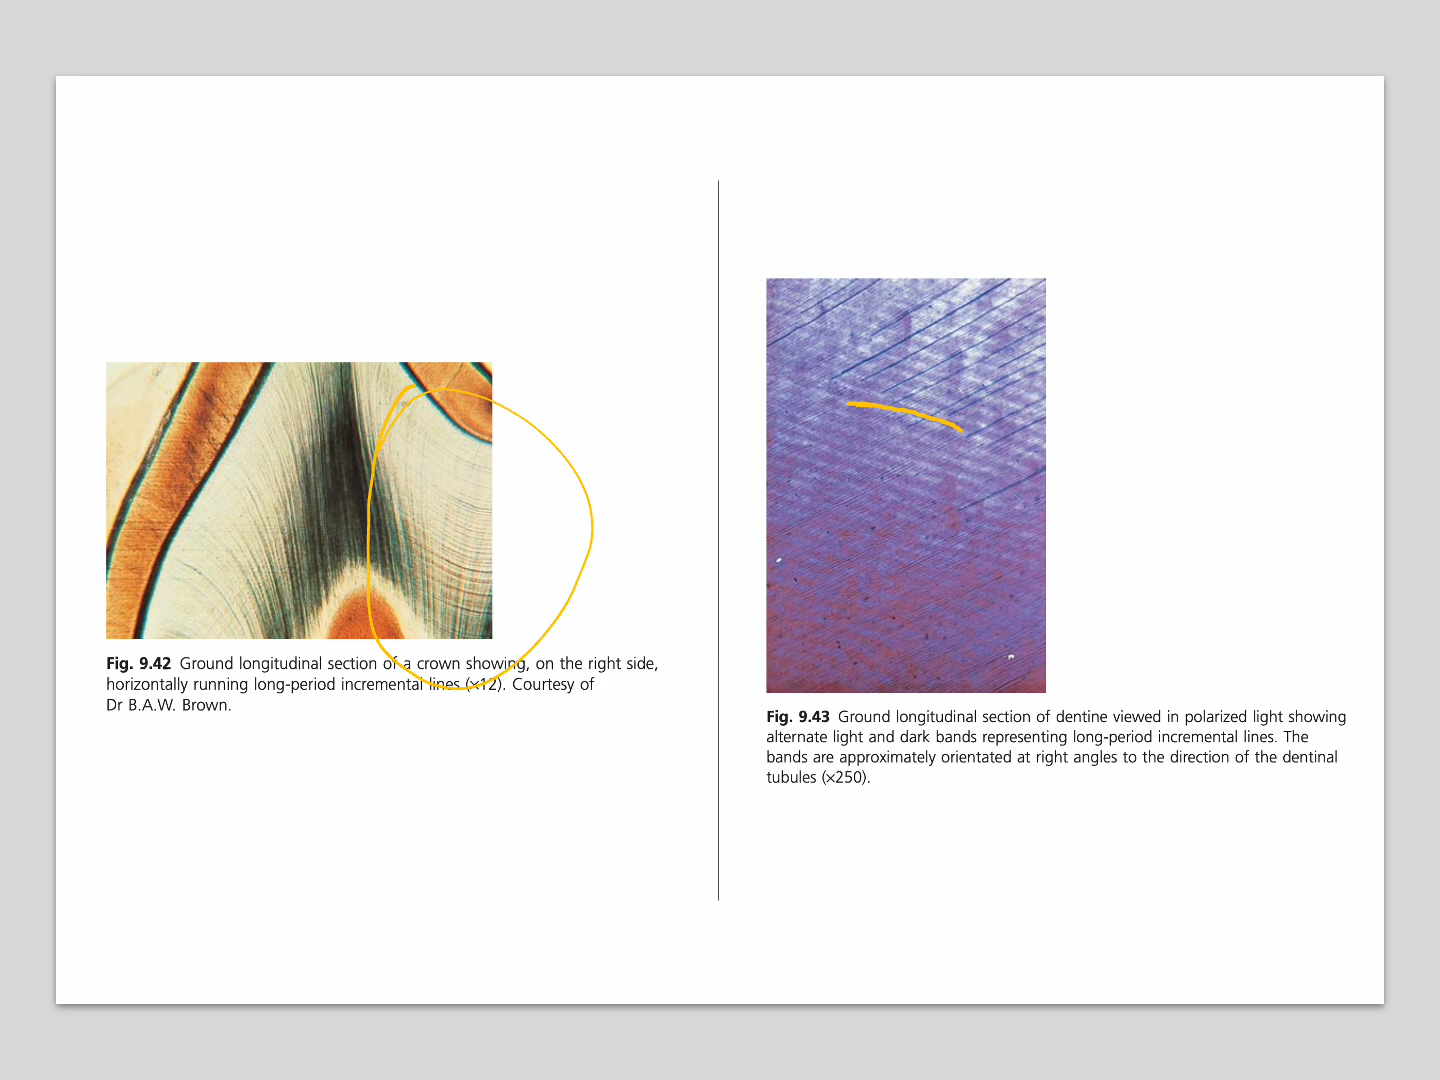 Fig. 9.42 Ground longitudinal section of a crown showing, on the right side,
horizontally running long-period incremental lines (×12). Courtesy of
Dr B.A.W. Brown.
Fig. 9.43 Ground longitudinal section of dentine viewed in polarized light showing
alternate light and dark bands representing long-period incremental lines. The
bands are approximately orientated at right angles to the direction of the dentinal
tubules (×250).